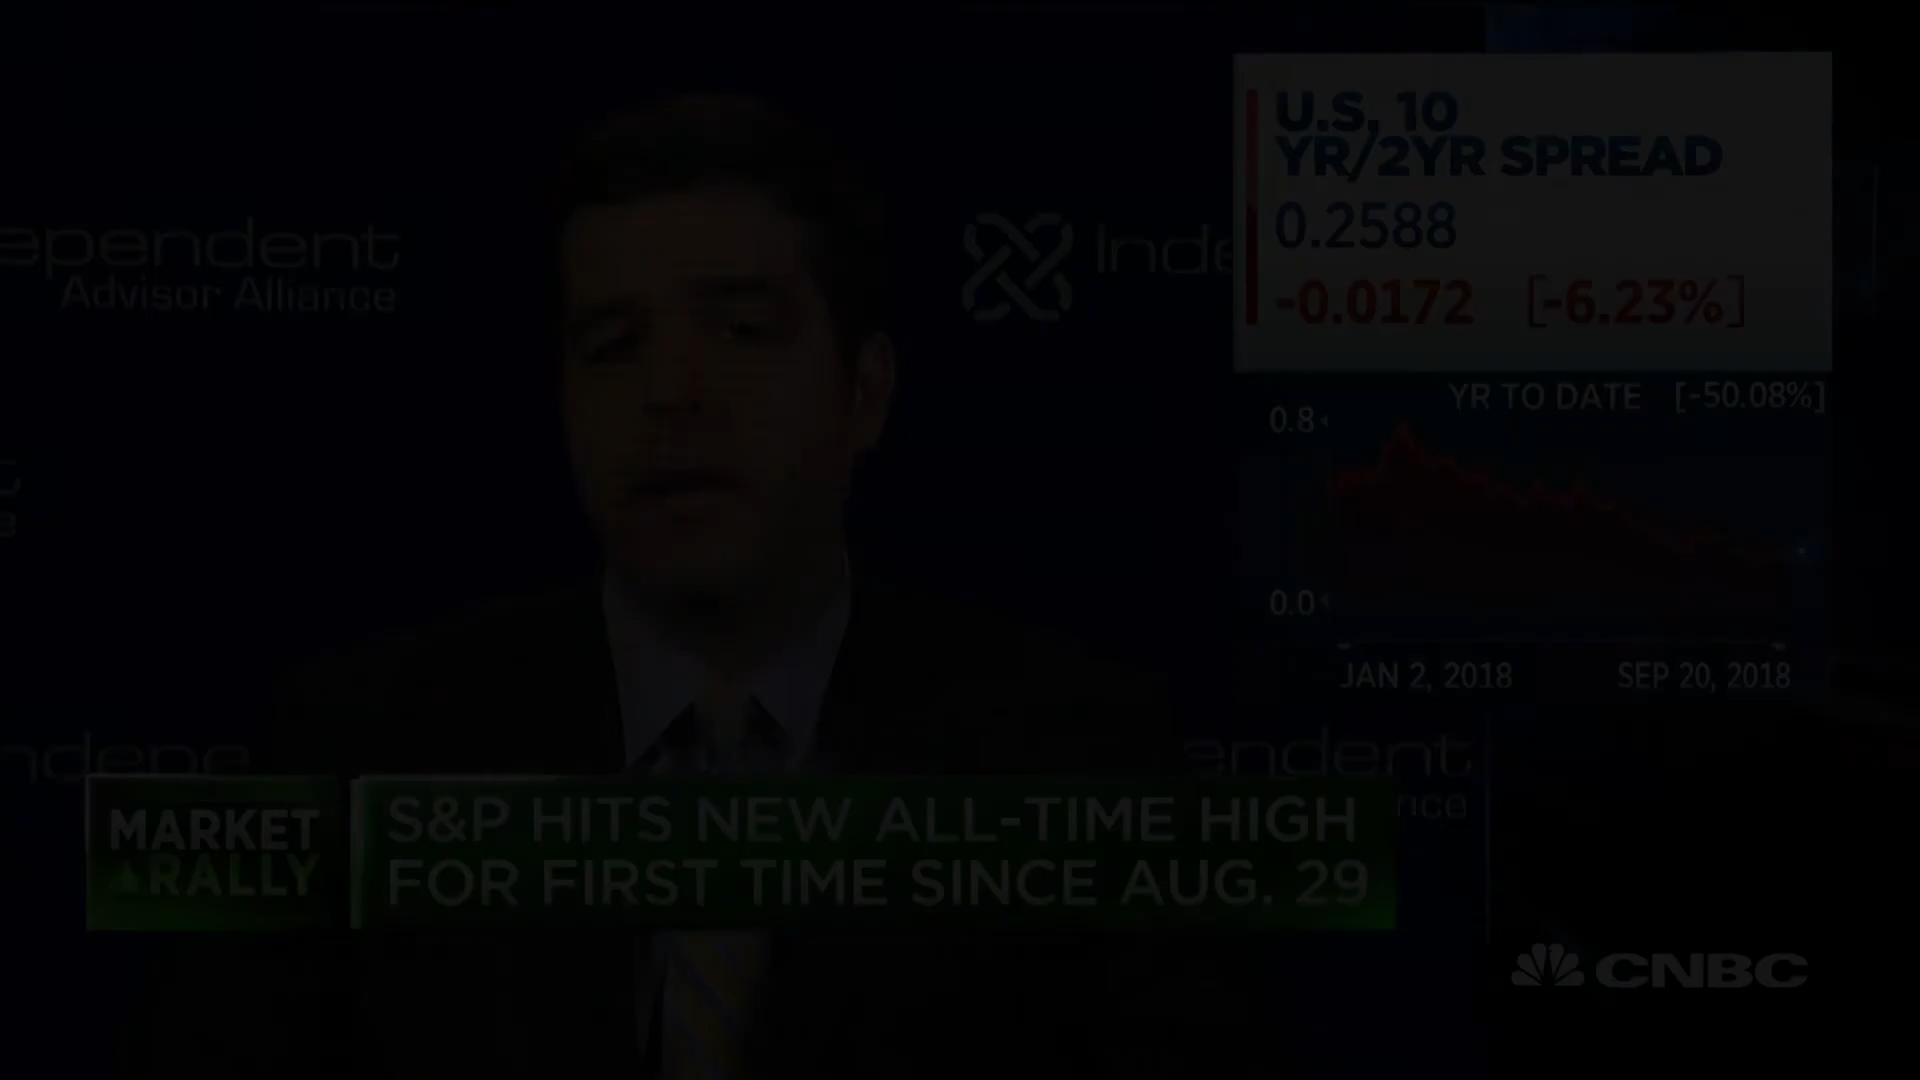 U.S. 10
YR/2YR SPREAD
0.2588
-0.0172 [-6.23%]
YR TO DATE [-50.08%]
0.8
0.0
JAN 2, 2018 SEP 20, 2018
ependent
Advisor Alliance
Inde
ndepe
endent
nce
MARKET
RALLY
S&P HITS NEW ALL-TIME HIGH
FOR FIRST TIME SINCE AUG. 29
CNBC